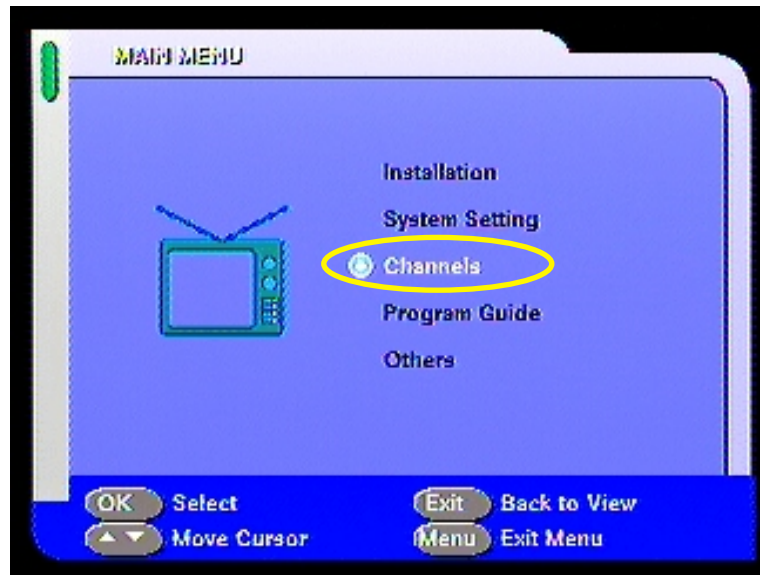 MAIN MENU
Installation
System Setting
Channels
Program Guide
Others
OK Select Exit Back to View
Move Cursor Menu Exit Menu